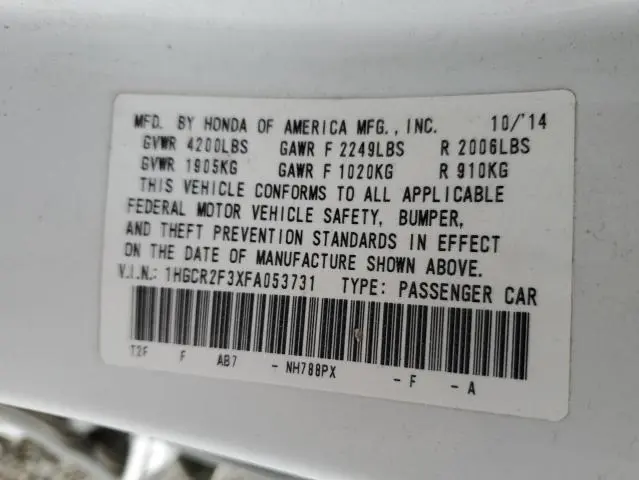 MFD. BY HONDA OF AMERICA MFG., INC. 10/'14
GVWR 4200LBS GAWR F 2249LBS R 2006LBS
GVWR 1905KG GAWR F 1020KG R 910KG
THIS VEHICLE CONFORMS TO ALL APPLICABLE
FEDERAL MOTOR VEHICLE SAFETY, BUMPER,
AND THEFT PREVENTION STANDARDS IN EFFECT
ON THE DATE OF MANUFACTURE SHOWN ABOVE.
V.I.N.: 1HGCR2F3XFA053731 TYPE: PASSENGER CAR
T2F F AB7 - NH788PX - F - A